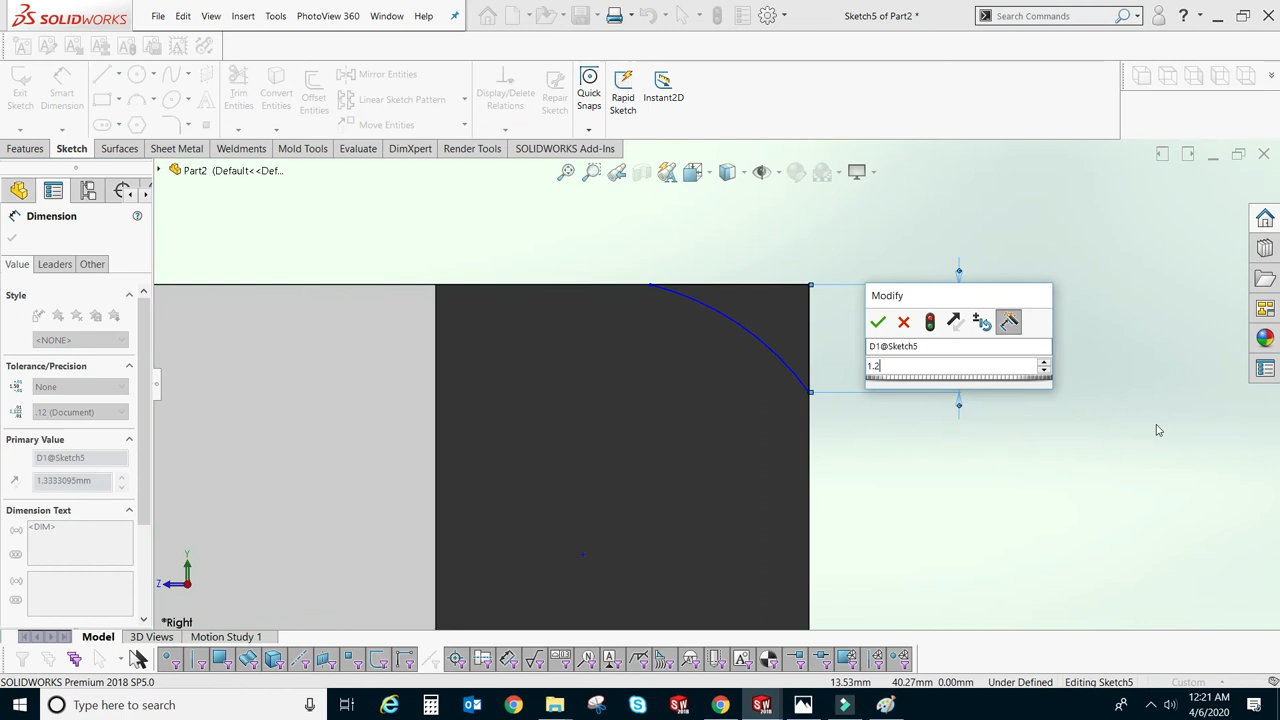 SOLIDWORKS File Edit View Insert Tools PhotoView 360 Window Help Sketch5 of Part2 * Search Commands ?
Exit Sketch
Smart Dimension
Trim Entities
Convert Entities
Offset Entities
Mirror Entities
Linear Sketch Pattern
Move Entities
Display/Delete Relations
Repair Sketch
Quick Snaps
Rapid Sketch
Instant2D
Features Sketch Surfaces Sheet Metal Weldments Mold Tools Evaluate DimXpert Render Tools SOLIDWORKS Add-Ins
Part2 (Default<<Def...
Dimension
Value Leaders Other
Style
<NONE>
Tolerance/Precision
None
.12 (Document)
Primary Value
D1@Sketch5
1.3333095mm
Dimension Text
<DIM>
Modify
D1@Sketch5
1.2
Y
Z
*Right
Model 3D Views Motion Study 1
SOLIDWORKS Premium 2018 SP5.0 13.53mm 40.27mm 0.00mm Under Defined Editing Sketch5 Custom
Type here to search
12:21 AM
4/6/2020